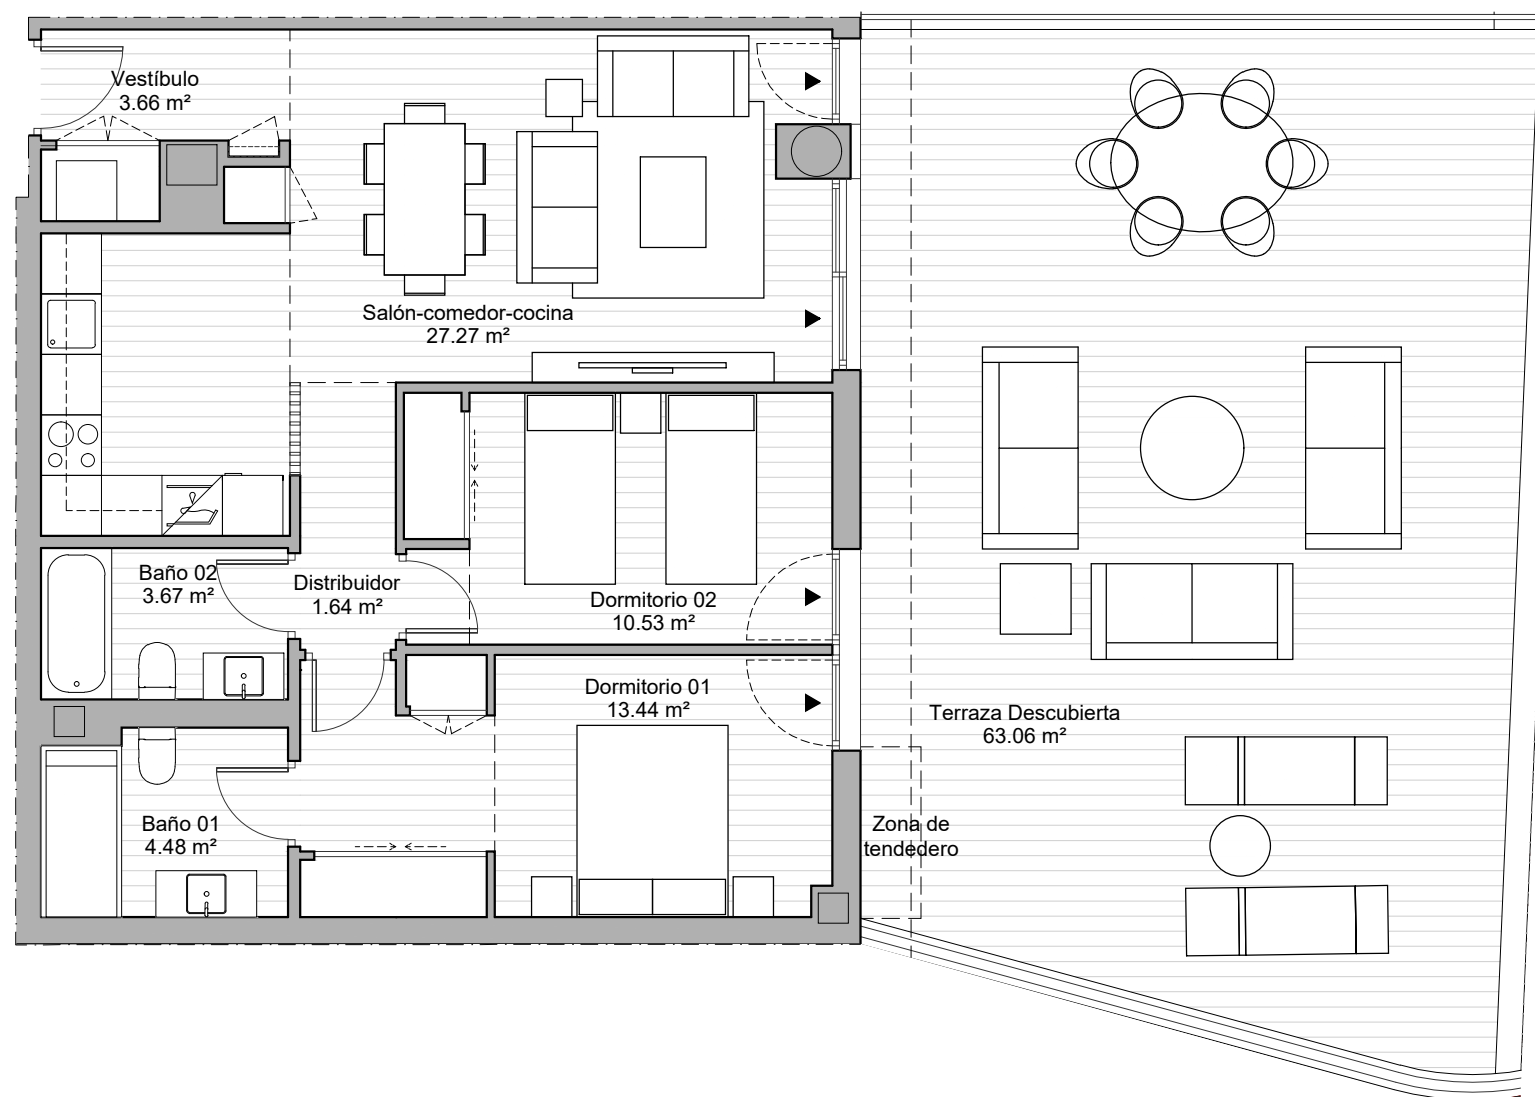 Vestíbulo
3.66 m²
Salón-comedor-cocina
27.27 m²
Baño 02
3.67 m²
Distribuidor
1.64 m²
Dormitorio 02
10.53 m²
Dormitorio 01
13.44 m²
Terraza Descubierta
63.06 m²
Baño 01
4.48 m²
Zona de
tendedero